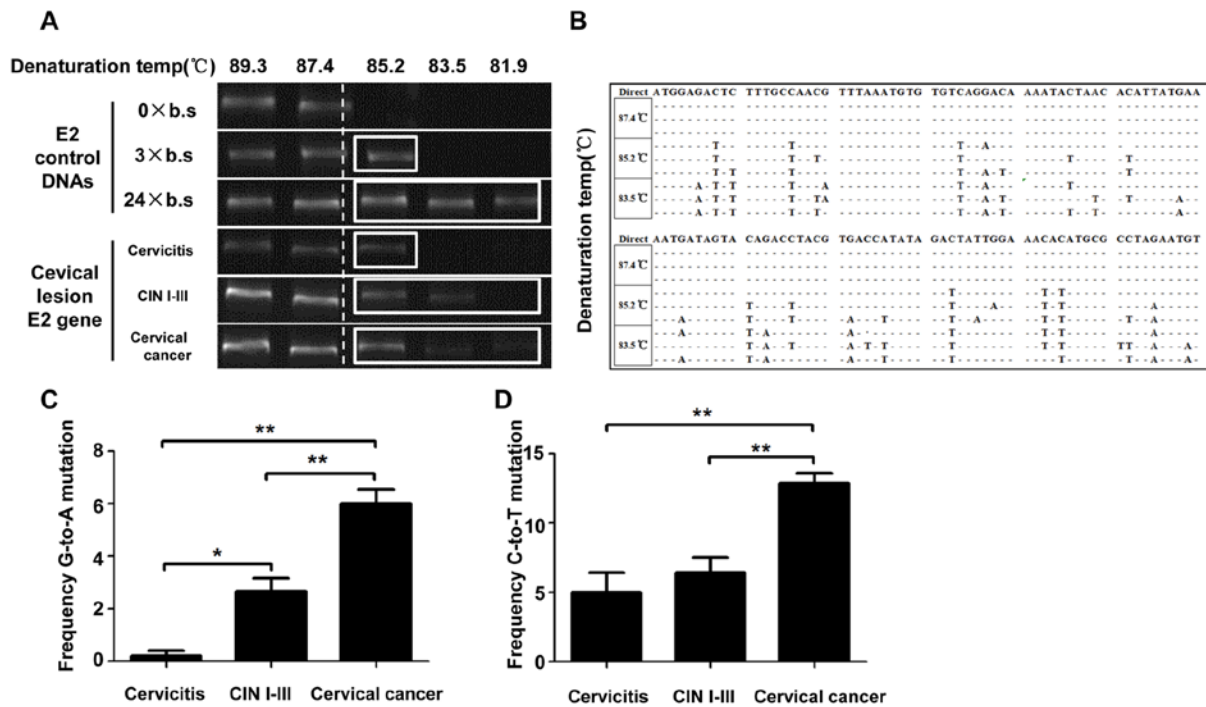 A
Denaturation temp(℃) 89.3 87.4 85.2 83.5 81.9
E2 control DNAs
0×b.s
3×b.s
24×b.s
Cevical lesion E2 gene
Cervicitis
CIN I-III
Cervical cancer
B
Denaturation temp(℃)
Direct ATGGAGACTC TTTGCCAACG TTTAAATGTG TGTCAGGACA AAATACTAAC ACATTATGAA
87.4℃
85.2℃
83.5℃
Direct AATGATAGTA CAGACCTACG TGACCATATA GACTATTGGA AACACATGCG CCTAGAATGT
87.4℃
85.2℃
83.5℃
C
Frequency G-to-A mutation
8
6
4
2
0
**
**
*
Cervicitis CIN I-III Cervical cancer
D
Frequency C-to-T mutation
15
10
5
0
**
**
Cervicitis CIN I-III Cervical cancer